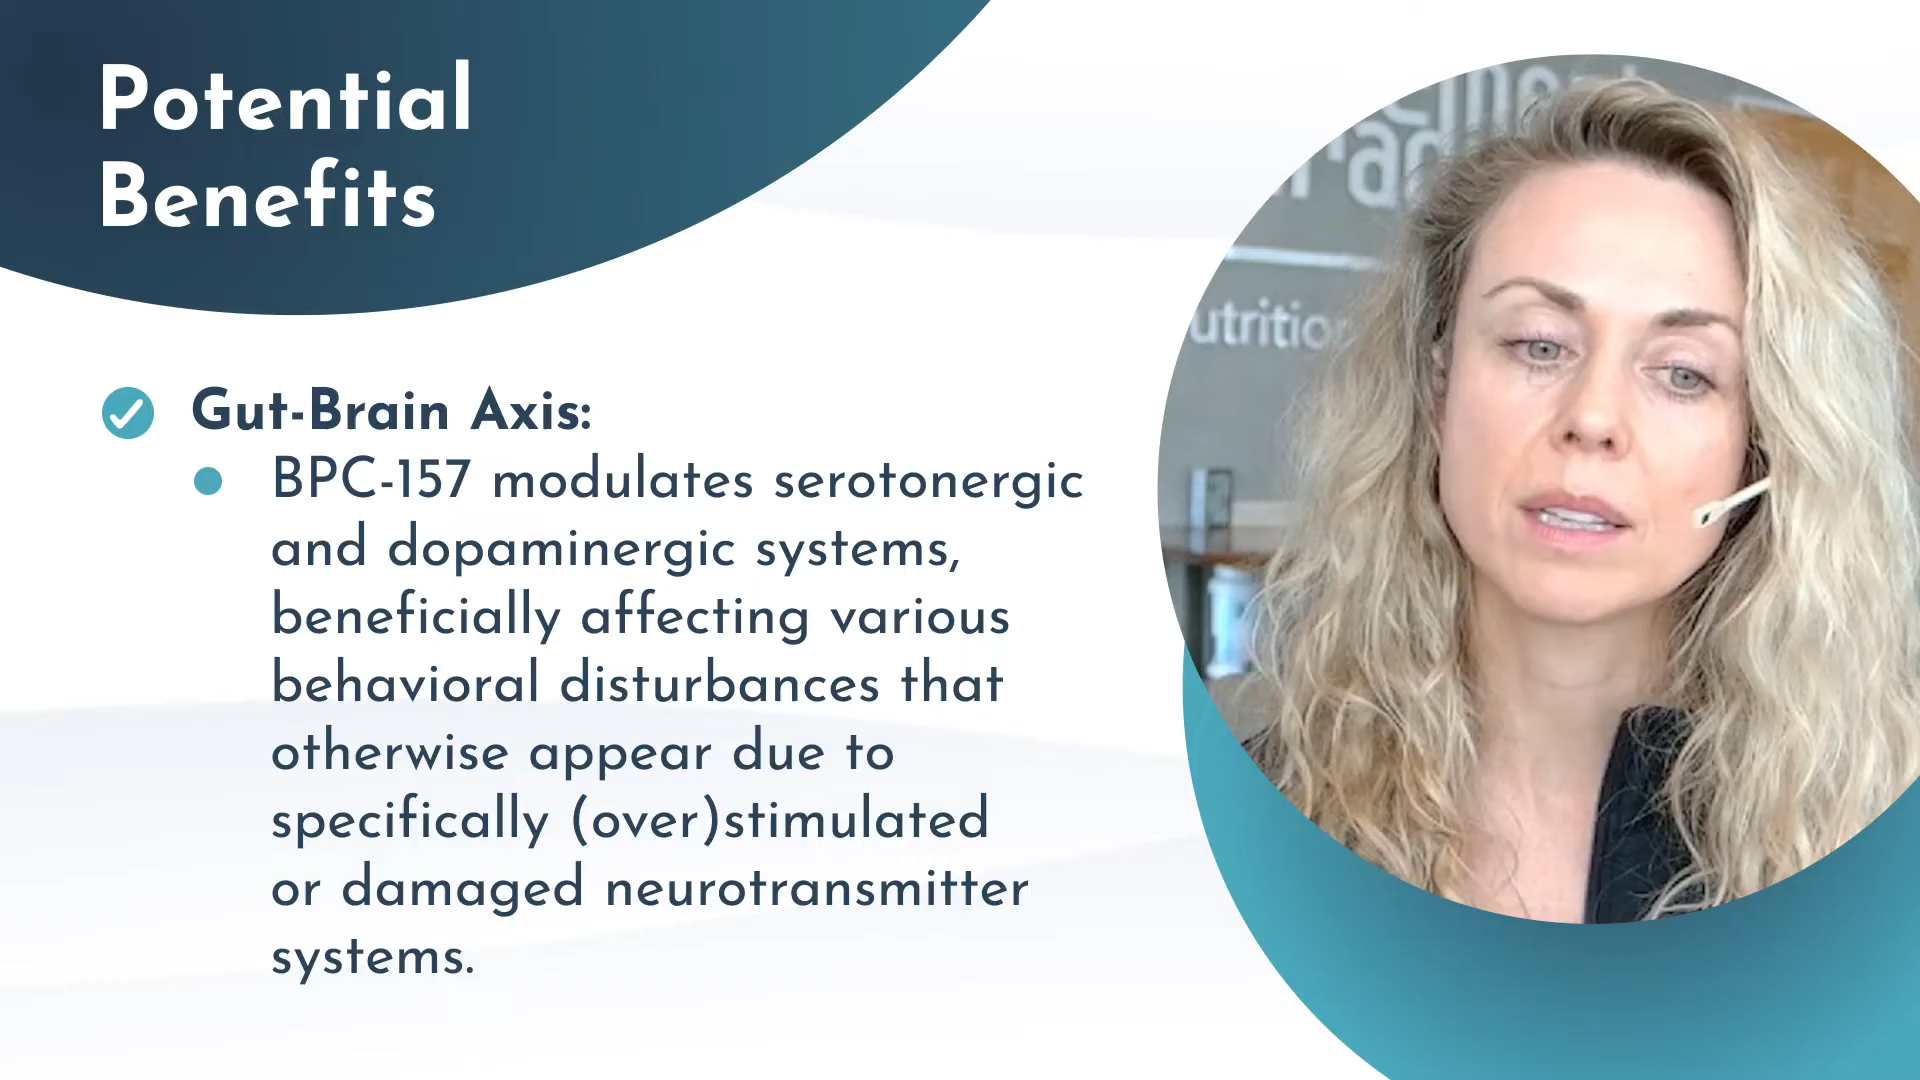 Potential
Benefits
Gut-Brain Axis:
BPC-157 modulates serotonergic
and dopaminergic systems,
beneficially affecting various
behavioral disturbances that
otherwise appear due to
specifically (over)stimulated
or damaged neurotransmitter
systems.